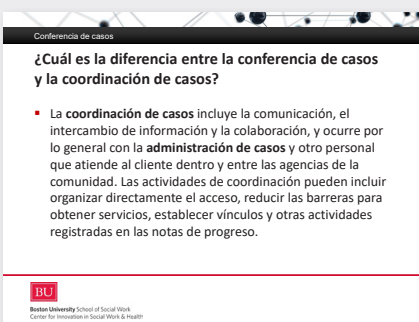 Conferencia de casos
¿Cuál es la diferencia entre la conferencia de casos
y la coordinación de casos?
▪ La coordinación de casos incluye la comunicación, el
intercambio de información y la colaboración, y ocurre por
lo general con la administración de casos y otro personal
que atiende al cliente dentro y entre las agencias de la
comunidad. Las actividades de coordinación pueden incluir
organizar directamente el acceso, reducir las barreras para
obtener servicios, establecer vínculos y otras actividades
registradas en las notas de progreso.
BU
Boston University School of Social Work
Center for Innovation in Social Work & Health